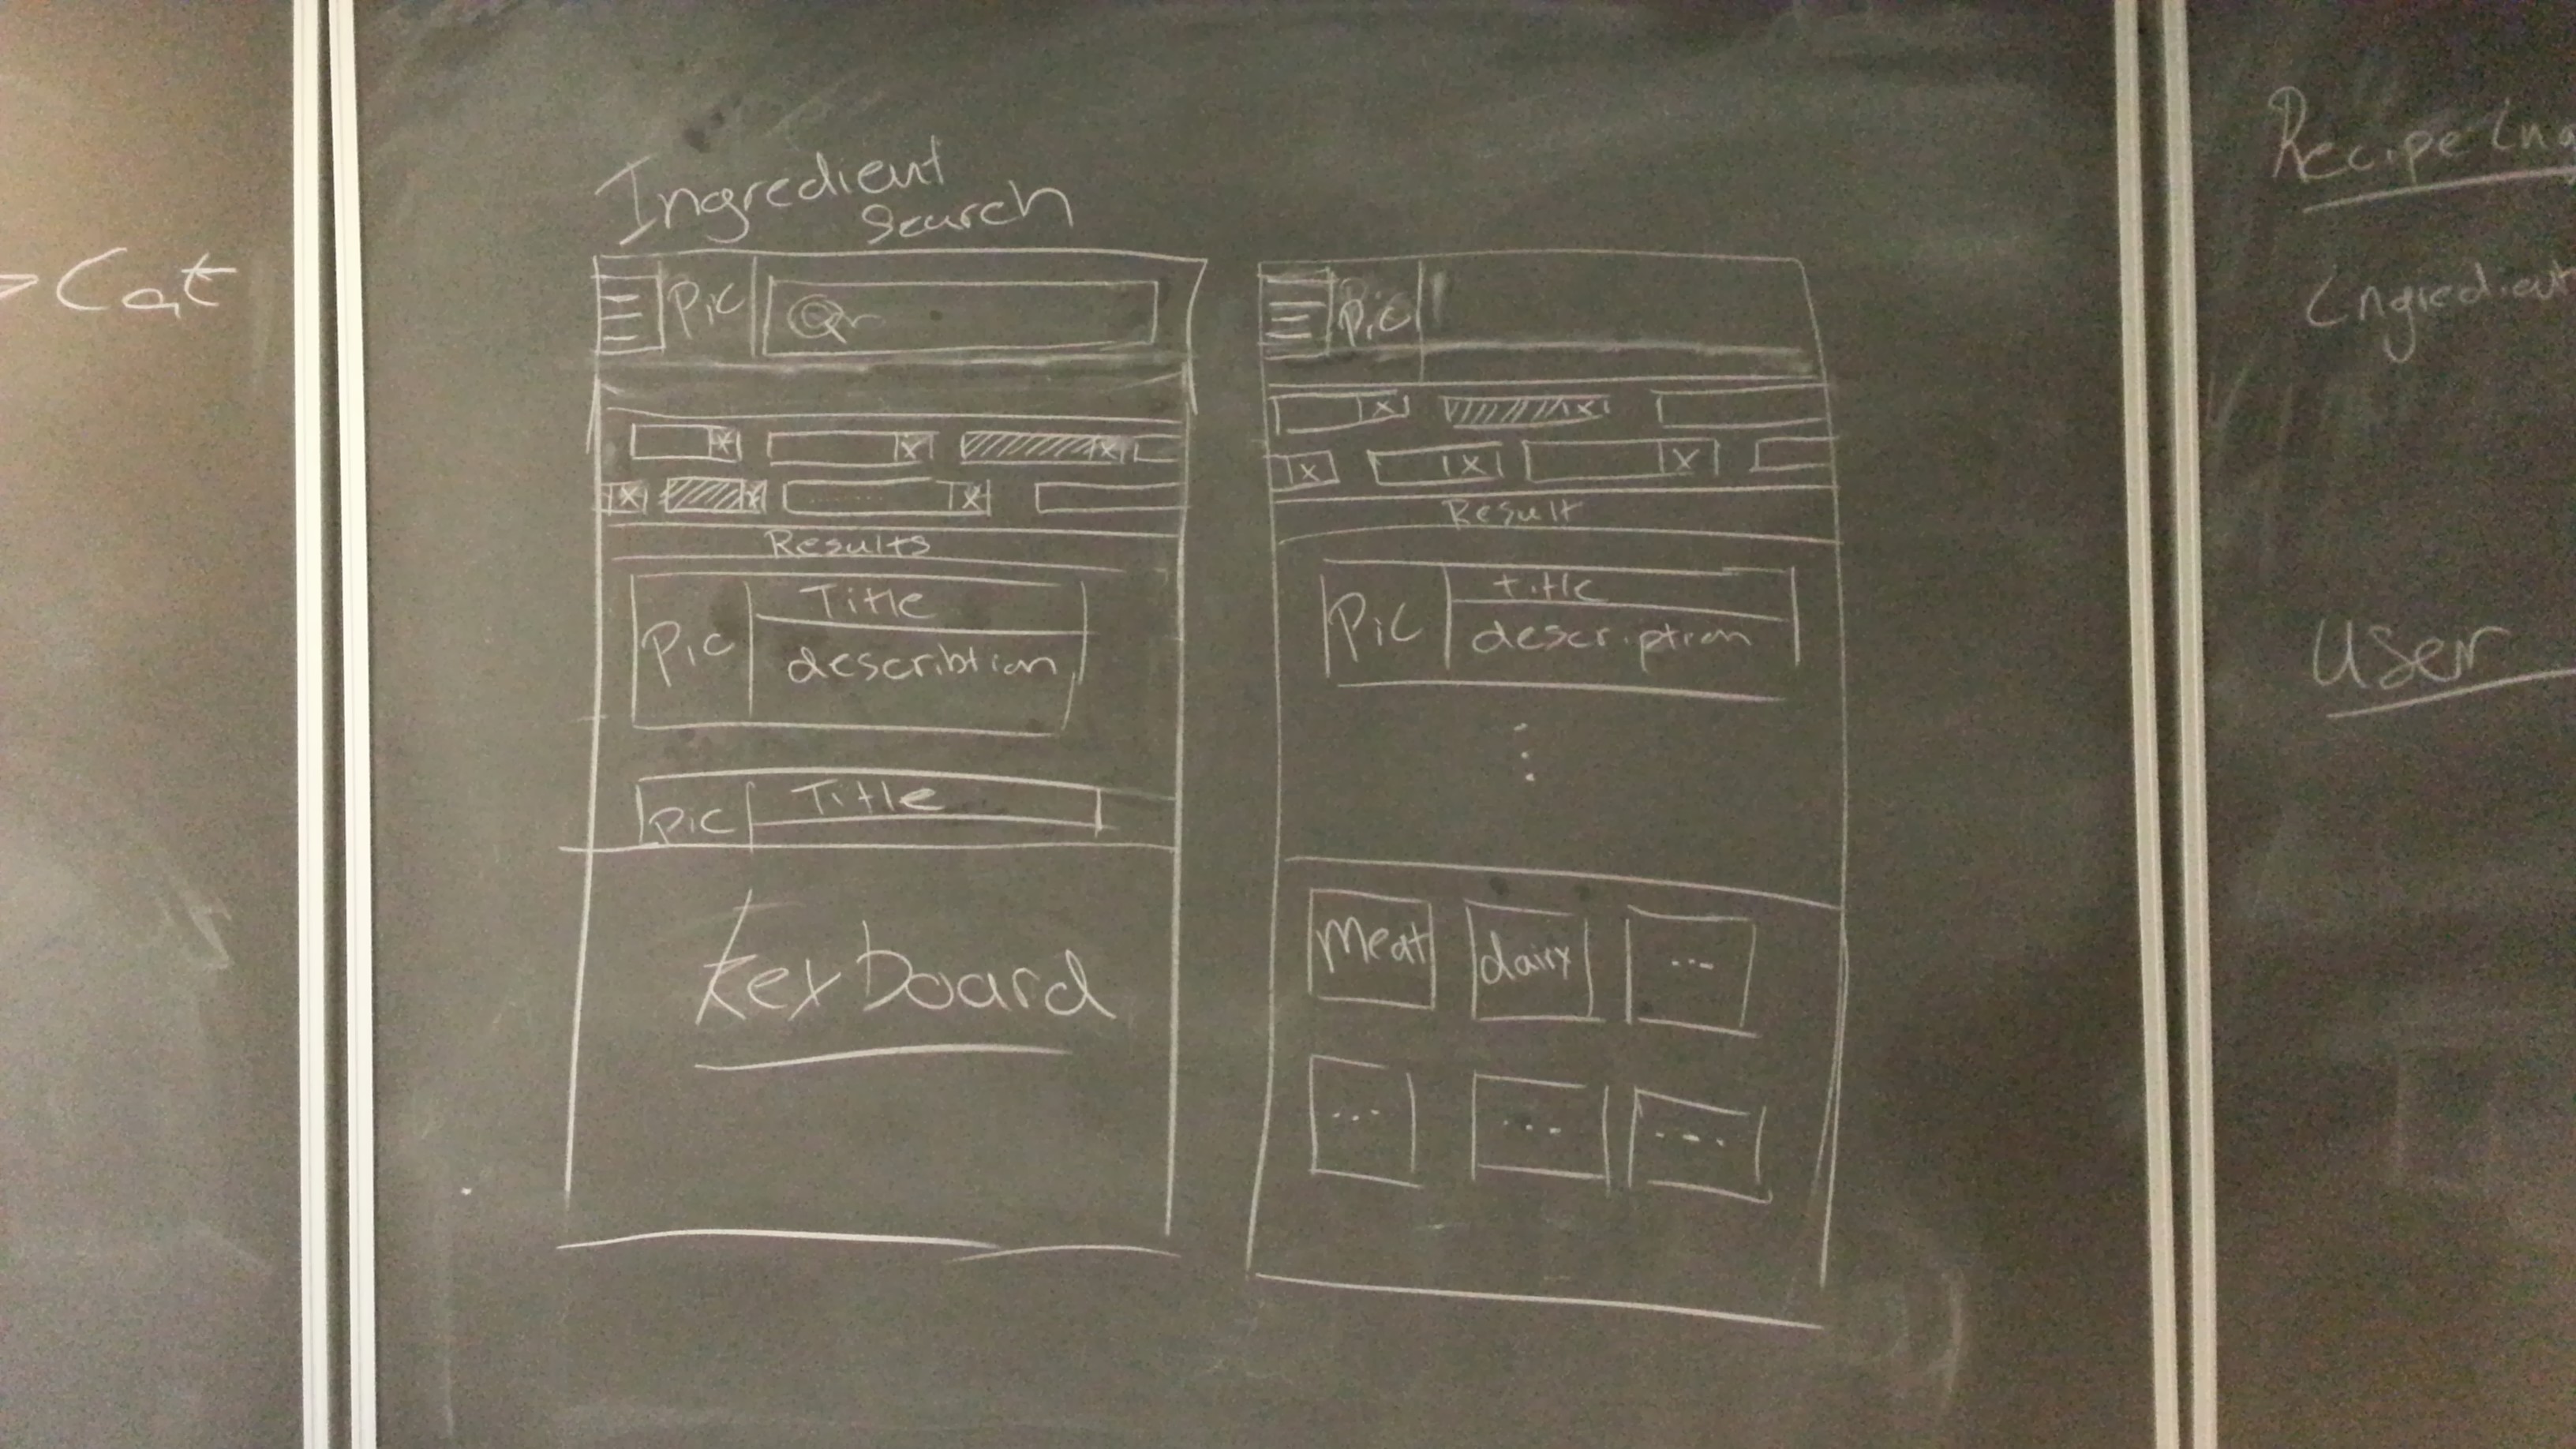 > Cat
Ingredient
search
Pic
Results
Pic
Title
describtion
Pic
Title
keyboard
Pic
x x
x x x
Result
Pic
title
description
Meat
dairy
...
...
...
...
Recipe Ing
Ingredient
User